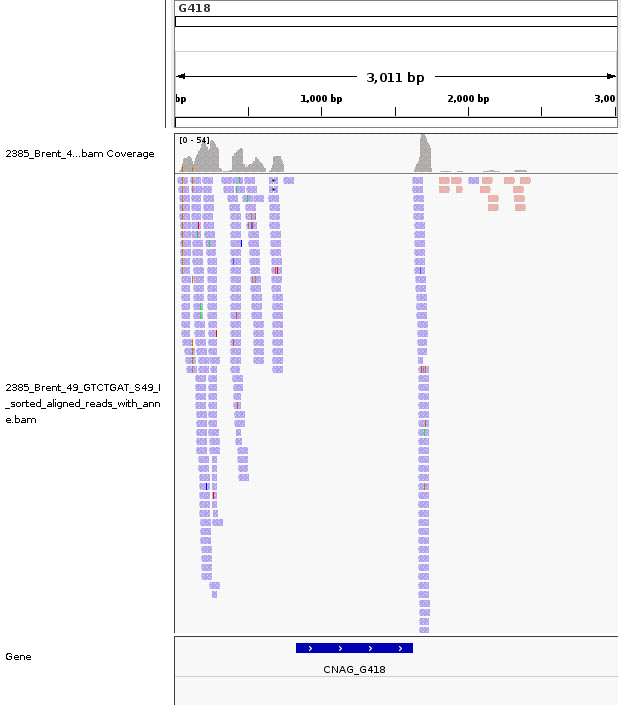 G418
3,011 bp
bp
1,000 bp
2,000 bp
3,00
[0 - 54]
2385_Brent_4...bam Coverage
2385_Brent_49_GTCTGAT_S49_l
_sorted_aligned_reads_with_ann
e.bam
Gene
CNAG_G418